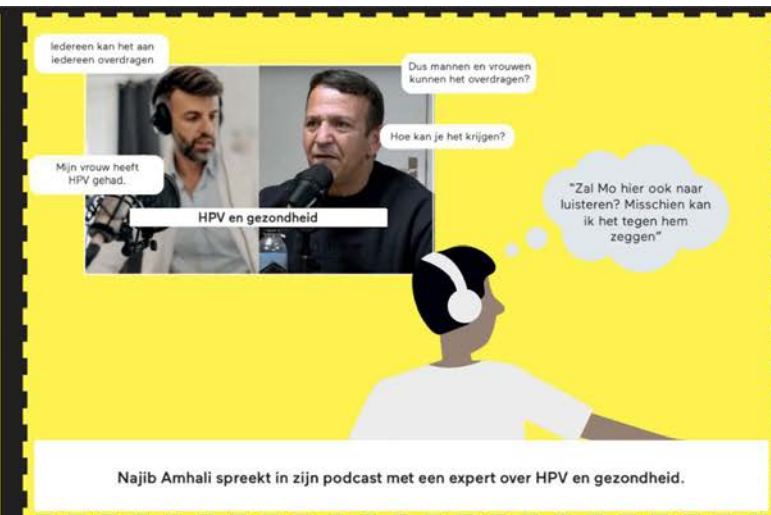 Iedereen kan het aan
iedereen overdragen
Dus mannen en vrouwen
kunnen het overdragen?
Hoe kan je het krijgen?
Mijn vrouw heeft
HPV gehad.
HPV en gezondheid
"Zal Mo hier ook naar
luisteren? Misschien kan
ik het tegen hem
zeggen"
Najib Amhali spreekt in zijn podcast met een expert over HPV en gezondheid.